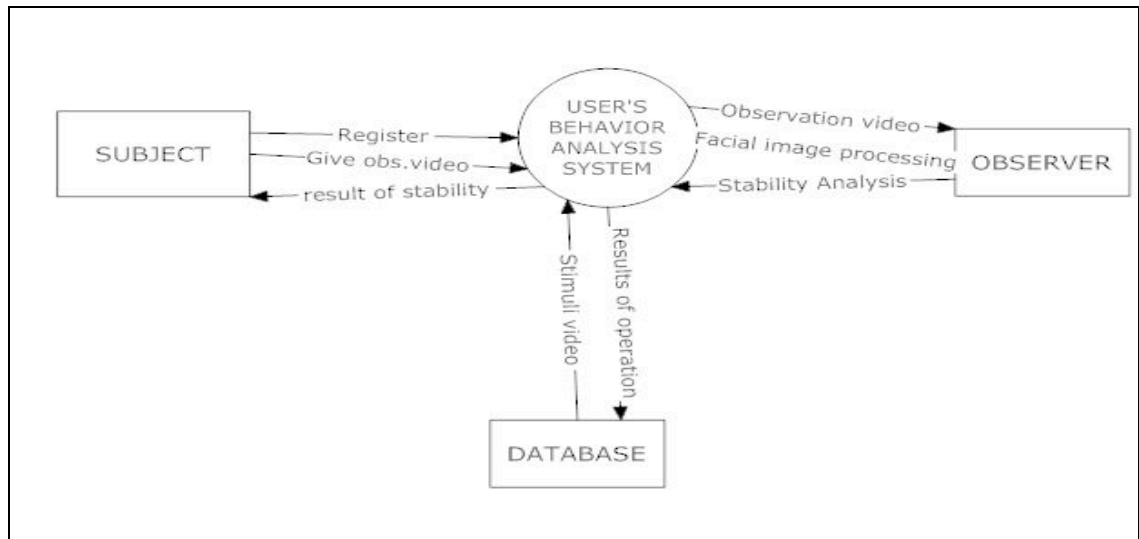 SUBJECT
Register
Give obs.video
result of stability
USER'S
BEHAVIOR
ANALYSIS
SYSTEM
Observation video
Facial image processing
Stability Analysis
OBSERVER
Stimuli video
Results of operation
DATABASE